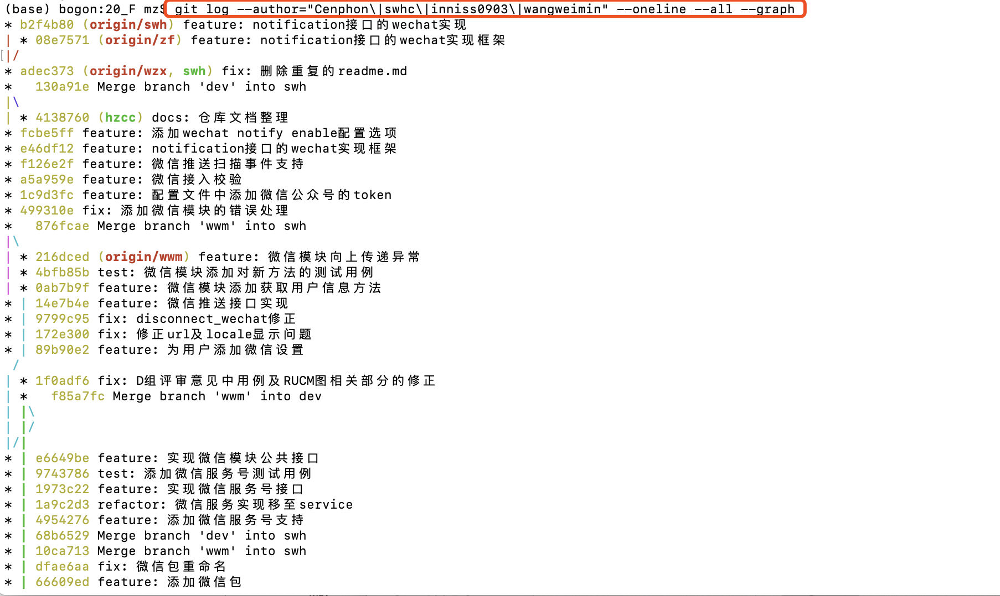 (base) bogon:20_F mz$ git log --author="Cenphon\|swhc\|inniss0903\|wangweimin" --oneline --all --graph
* b2f4b80 (origin/swh) feature: notification接口的wechat实现
| * 08e7571 (origin/zf) feature: notification接口的wechat实现框架
|/
* adec373 (origin/wzx, swh) fix: 删除重复的readme.md
*   130a91e Merge branch 'dev' into swh
|\
| * 4138760 (hzcc) docs: 仓库文档整理
* fcbe5ff feature: 添加wechat notify enable配置选项
* e46df12 feature: notification接口的wechat实现框架
* f126e2f feature: 微信推送扫描事件支持
* a5a959e feature: 微信接入校验
* 1c9d3fc feature: 配置文件中添加微信公众号的token
* 499310e fix: 添加微信模块的错误处理
*   876fcae Merge branch 'wwm' into swh
|\
| * 216dced (origin/wwm) feature: 微信模块向上传递异常
| * 4bfb85b test: 微信模块添加对新方法的测试用例
| * 0ab7b9f feature: 微信模块添加获取用户信息方法
* | 14e7b4e feature: 微信推送接口实现
* | 9799c95 fix: disconnect_wechat修正
* | 172e300 fix: 修正url及locale显示问题
* | 89b90e2 feature: 为用户添加微信设置
 /
| * 1f0adf6 fix: D组评审意见中用例及RUCM图相关部分的修正
| *   f85a7fc Merge branch 'wwm' into dev
| |\
| |/
|/|
* | e6649be feature: 实现微信模块公共接口
* | 9743786 test: 添加微信服务号测试用例
* | 1973c22 feature: 实现微信服务号接口
* | 1a9c2d3 refactor: 微信服务实现移至service
* | 4954276 feature: 添加微信服务号支持
* | 68b6529 Merge branch 'dev' into swh
* | 10ca713 Merge branch 'wwm' into swh
* | dfae6aa fix: 微信包重命名
* | 66609ed feature: 添加微信包